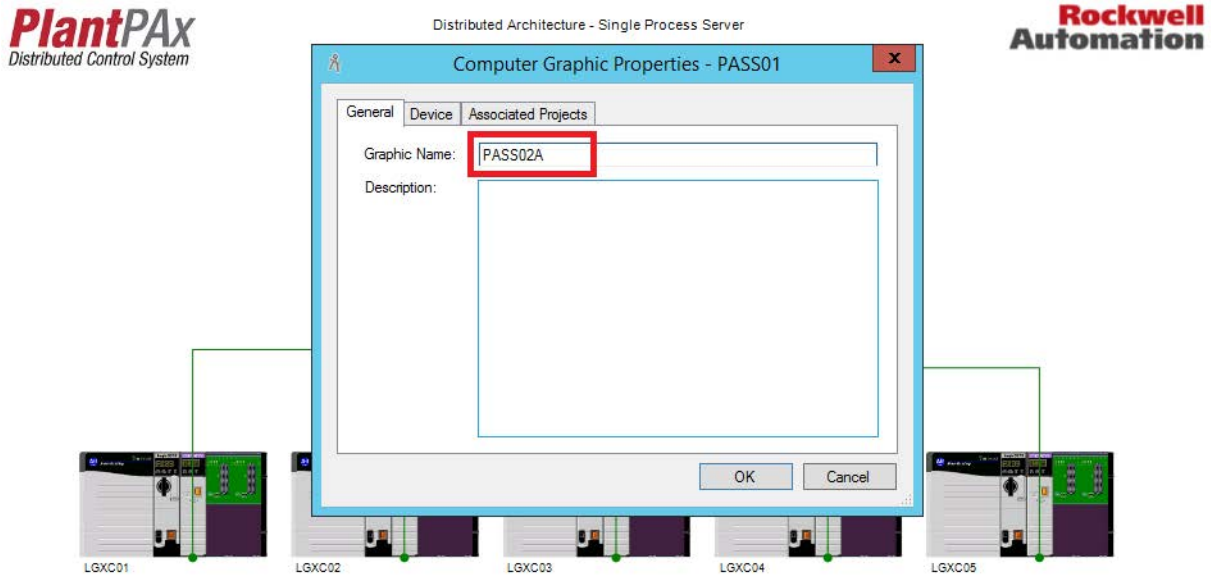 PlantPAx
Distributed Control System
Distributed Architecture - Single Process Server
Rockwell
Automation
Computer Graphic Properties - PASS01
x
General Device Associated Projects
Graphic Name: PASS02A
Description:
OK Cancel
LGXC01 LGXC02 LGXC03 LGXC04 LGXC05